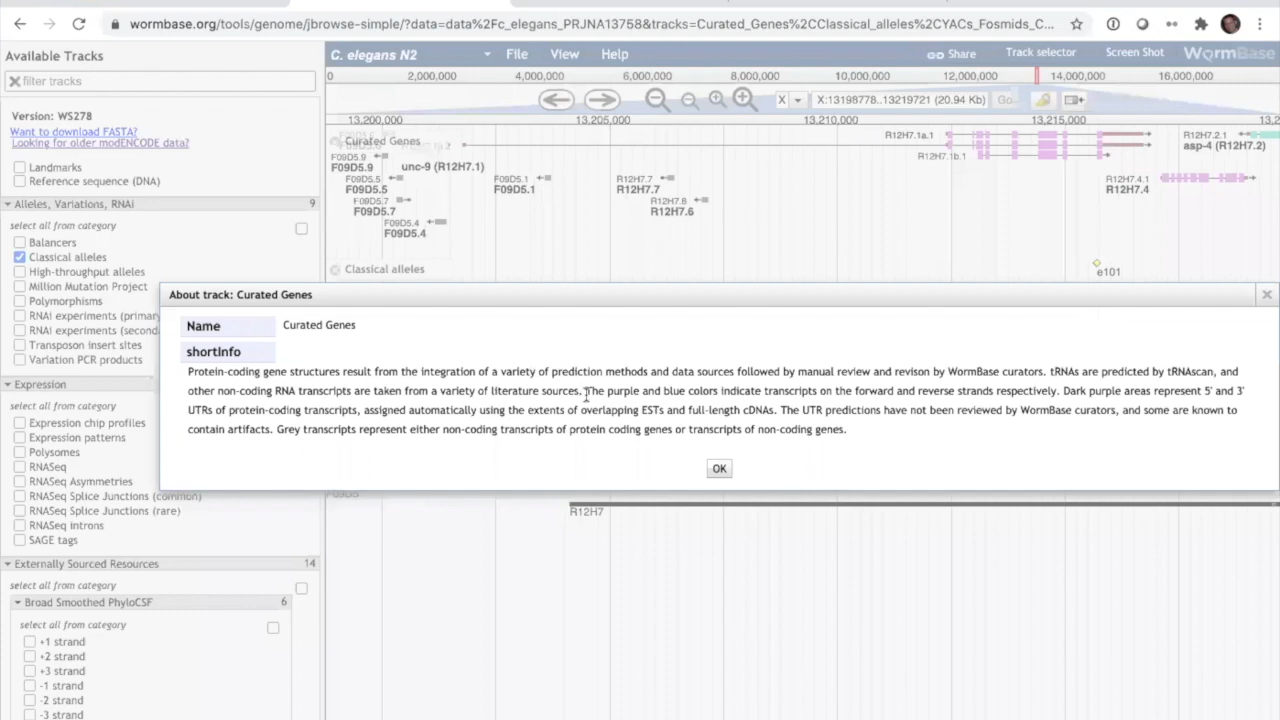 wormbase.org/tools/genome/jbrowse-simple/?data=data%2Fc_elegans_PRJNA13758&tracks=Curated_Genes%2CClassical_alleles%2CYACs_Fosmids_C...
Available Tracks
C. elegans N2
File
View
Help
Share
Track selector
Screen Shot
WormBase
filter tracks
0
2,000,000
4,000,000
6,000,000
8,000,000
10,000,000
12,000,000
14,000,000
16,000,000
X
X:13198778..13219721 (20.94 Kb)
Go
13,200,000
13,205,000
13,210,000
13,215,000
13,2
Version: WS278
Want to download FASTA?
Looking for older modENCODE data?
Landmarks
Reference sequence (DNA)
Alleles, Variations, RNAi
9
select all from category
Balancers
Classical alleles
High-throughput alleles
Million Mutation Project
Polymorphisms
RNAi experiments (primary
RNAi experiments (second
Transposon insert sites
Variation PCR products
Expression
select all from category
Expression chip profiles
Expression patterns
Polysomes
RNASeq
RNASeq Asymmetries
RNASeq Splice Junctions (common)
RNASeq Splice Junctions (rare)
RNASeq introns
SAGE tags
Externally Sourced Resources
14
select all from category
Broad Smoothed PhyloCSF
6
select all from category
+1 strand
+2 strand
+3 strand
-1 strand
-2 strand
-3 strand
Curated Genes
F09D5.9
F09D5.9
unc-9 (R12H7.1)
F09D5.5
F09D5.5
F09D5.7
F09D5.7
F09D5.4
F09D5.4
F09D5.1
F09D5.1
R12H7.7
R12H7.7
R12H7.8
R12H7.6
R12H7.1a.1
R12H7.1b.1
R12H7.2.1
asp-4 (R12H7.2)
R12H7.4.1
R12H7.4
Classical alleles
e101
About track: Curated Genes
Name
Curated Genes
shortInfo
Protein-coding gene structures result from the integration of a variety of prediction methods and data sources followed by manual review and revison by WormBase curators. tRNAs are predicted by tRNAscan, and
other non-coding RNA transcripts are taken from a variety of literature sources. The purple and blue colors indicate transcripts on the forward and reverse strands respectively. Dark purple areas represent 5' and 3'
UTRs of protein-coding transcripts, assigned automatically using the extents of overlapping ESTs and full-length cDNAs. The UTR predictions have not been reviewed by WormBase curators, and some are known to
contain artifacts. Grey transcripts represent either non-coding transcripts of protein coding genes or transcripts of non-coding genes.
OK
F09D5
R12H7